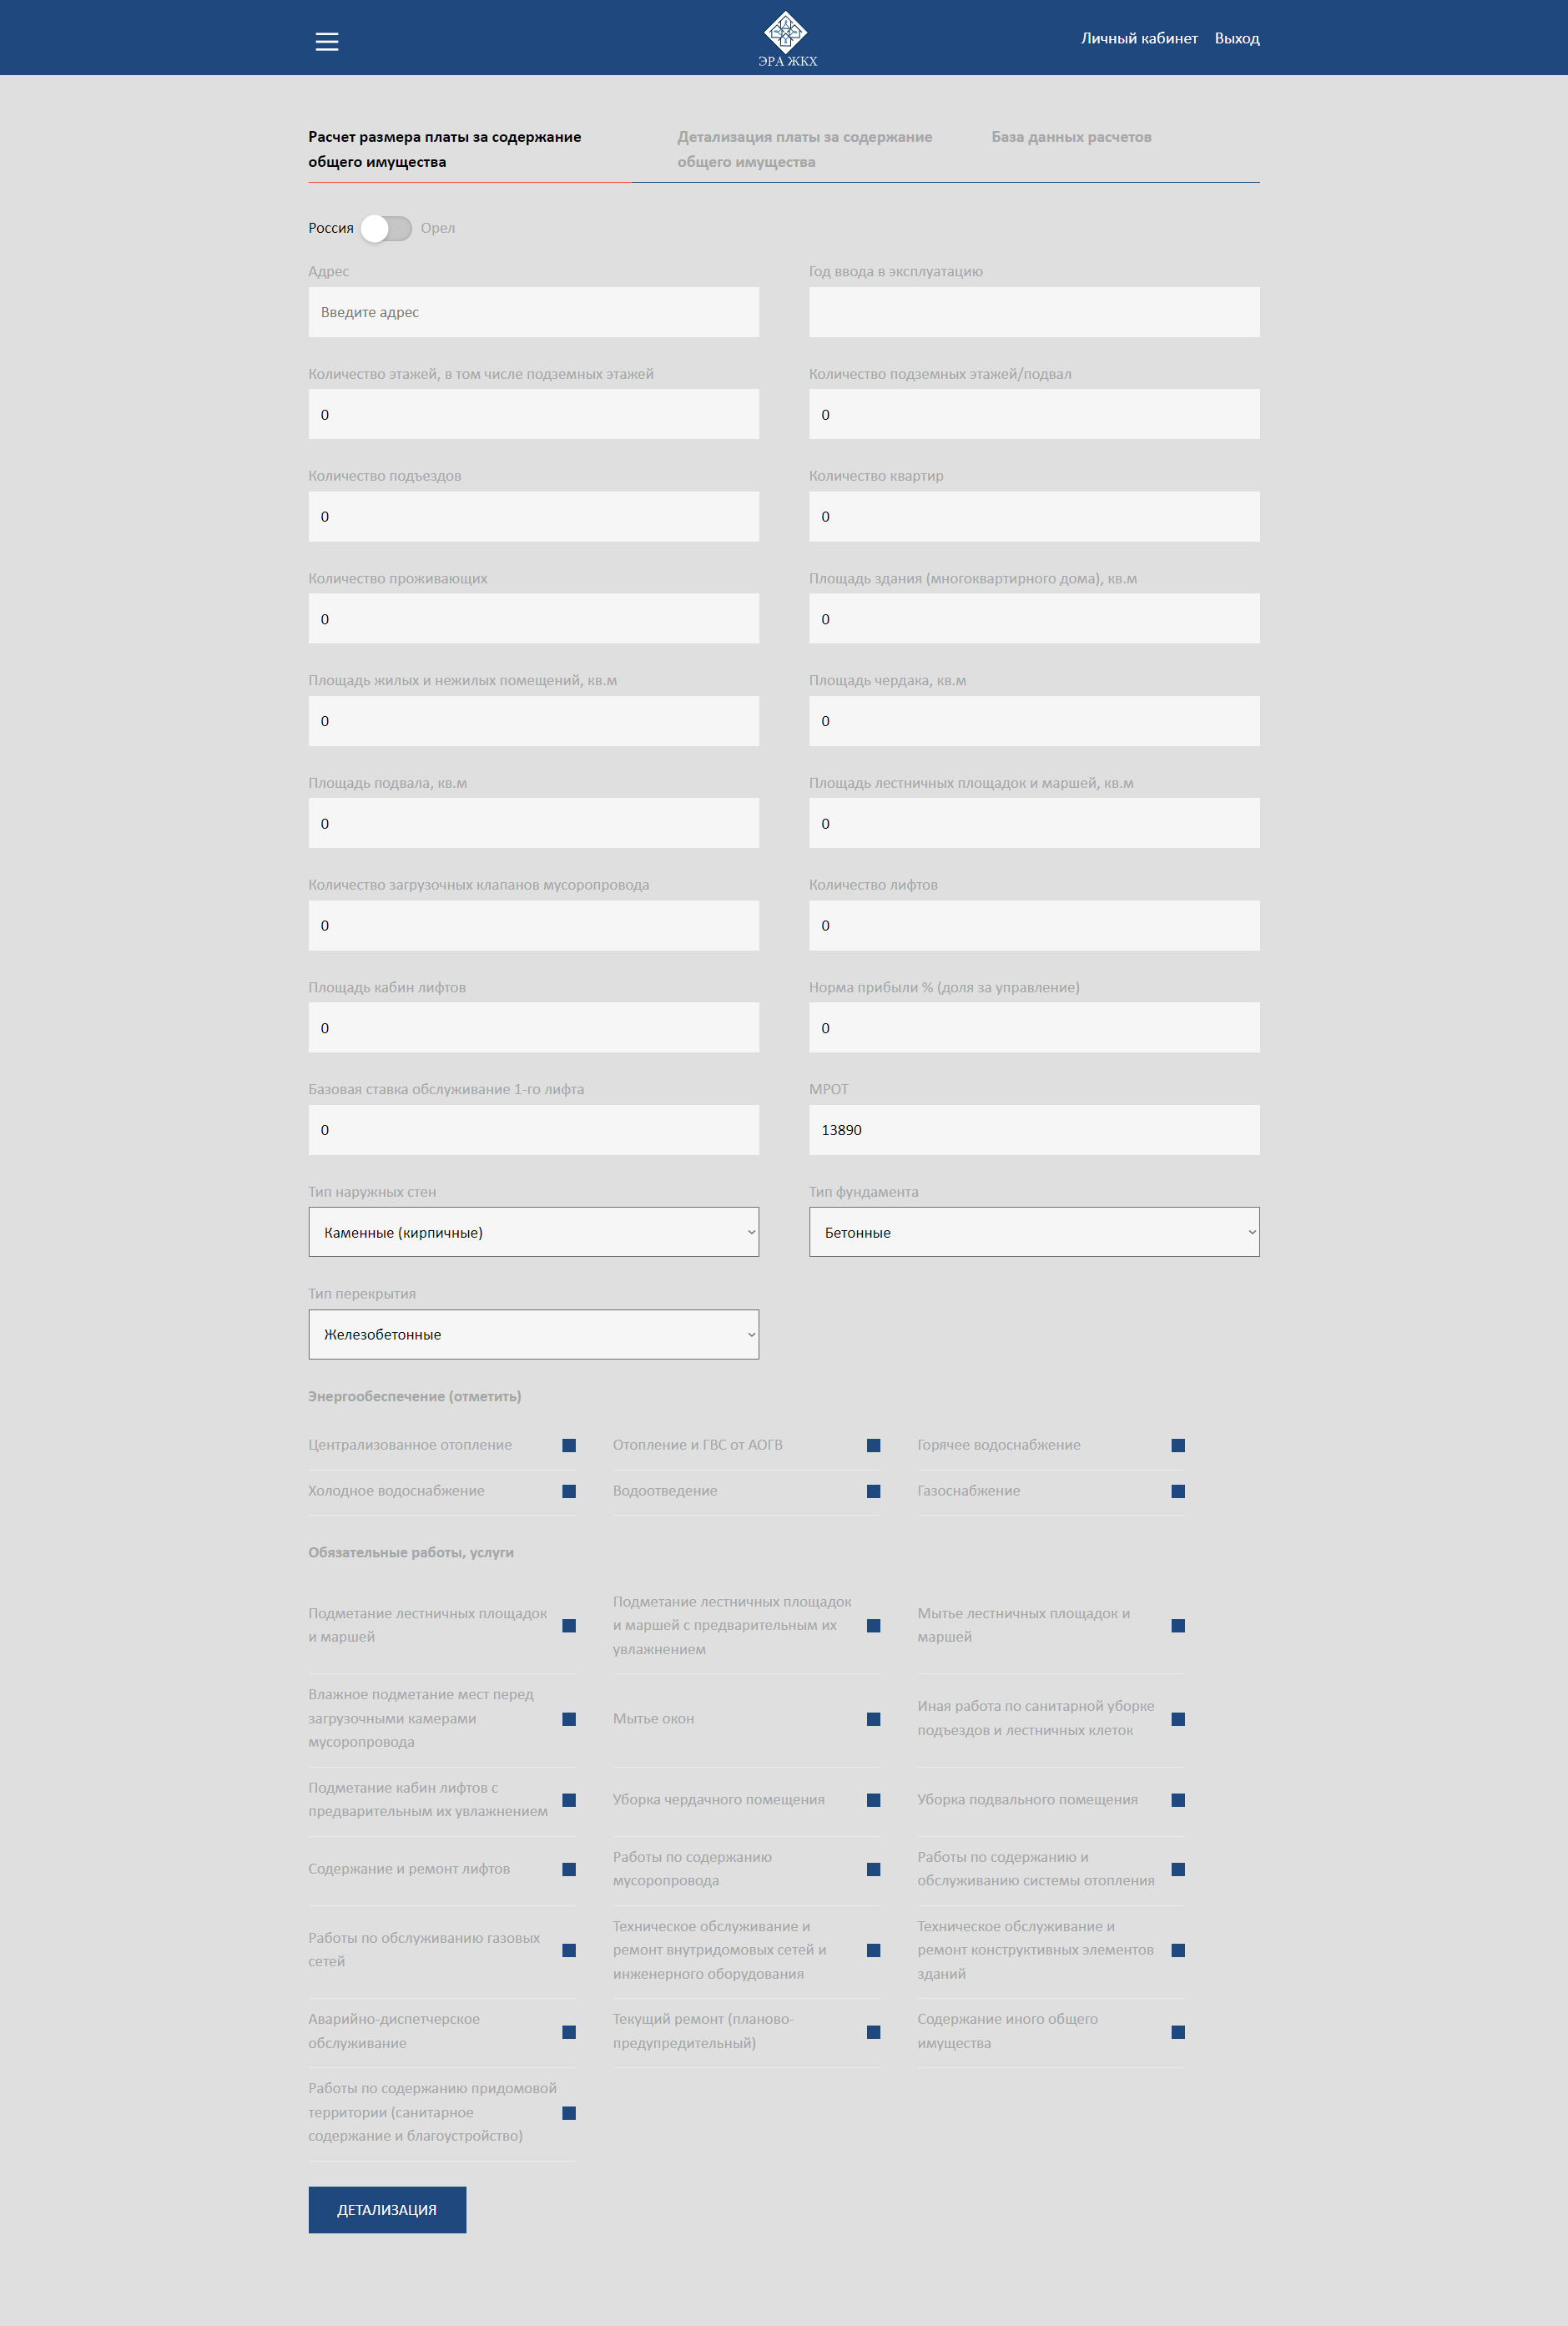 ЭРА ЖКХ
Личный кабинет Выход
Расчет размера платы за содержание
общего имущества
Детализация платы за содержание
общего имущества
База данных расчетов
Россия Орел
Адрес
Введите адрес
Год ввода в эксплуатацию
Количество этажей, в том числе подземных этажей
0
Количество подземных этажей/подвал
0
Количество подъездов
0
Количество квартир
0
Количество проживающих
0
Площадь здания (многоквартирного дома), кв.м
0
Площадь жилых и нежилых помещений, кв.м
0
Площадь чердака, кв.м
0
Площадь подвала, кв.м
0
Площадь лестничных площадок и маршей, кв.м
0
Количество загрузочных клапанов мусоропровода
0
Количество лифтов
0
Площадь кабин лифтов
0
Норма прибыли % (доля за управление)
0
Базовая ставка обслуживание 1-го лифта
0
МРОТ
13890
Тип наружных стен
Каменные (кирпичные)
Тип фундамента
Бетонные
Тип перекрытия
Железобетонные
Энергообеспечение (отметить)
Централизованное отопление
Отопление и ГВС от АОГВ
Горячее водоснабжение
Холодное водоснабжение
Водоотведение
Газоснабжение
Обязательные работы, услуги
Подметание лестничных площадок
и маршей
Подметание лестничных площадок
и маршей с предварительным их
увлажнением
Мытье лестничных площадок и
маршей
Влажное подметание мест перед
загрузочными камерами
мусоропровода
Мытье окон
Иная работа по санитарной уборке
подъездов и лестничных клеток
Подметание кабин лифтов с
предварительным их увлажнением
Уборка чердачного помещения
Уборка подвального помещения
Содержание и ремонт лифтов
Работы по содержанию
мусоропровода
Работы по содержанию и
обслуживанию системы отопления
Работы по обслуживанию газовых
сетей
Техническое обслуживание и
ремонт внутридомовых сетей и
инженерного оборудования
Техническое обслуживание и
ремонт конструктивных элементов
зданий
Аварийно-диспетчерское
обслуживание
Текущий ремонт (планово-
предупредительный)
Содержание иного общего
имущества
Работы по содержанию придомовой
территории (санитарное
содержание и благоустройство)
ДЕТАЛИЗАЦИЯ